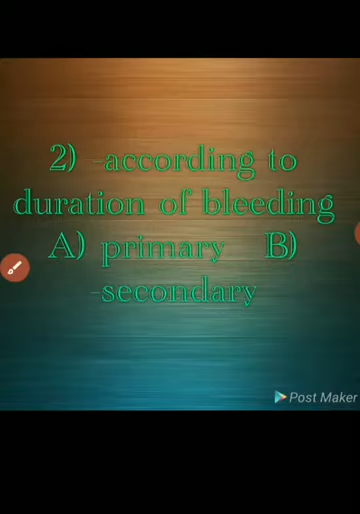 2) -according to
duration of bleeding
A) primary B)
-secondary
Post Maker